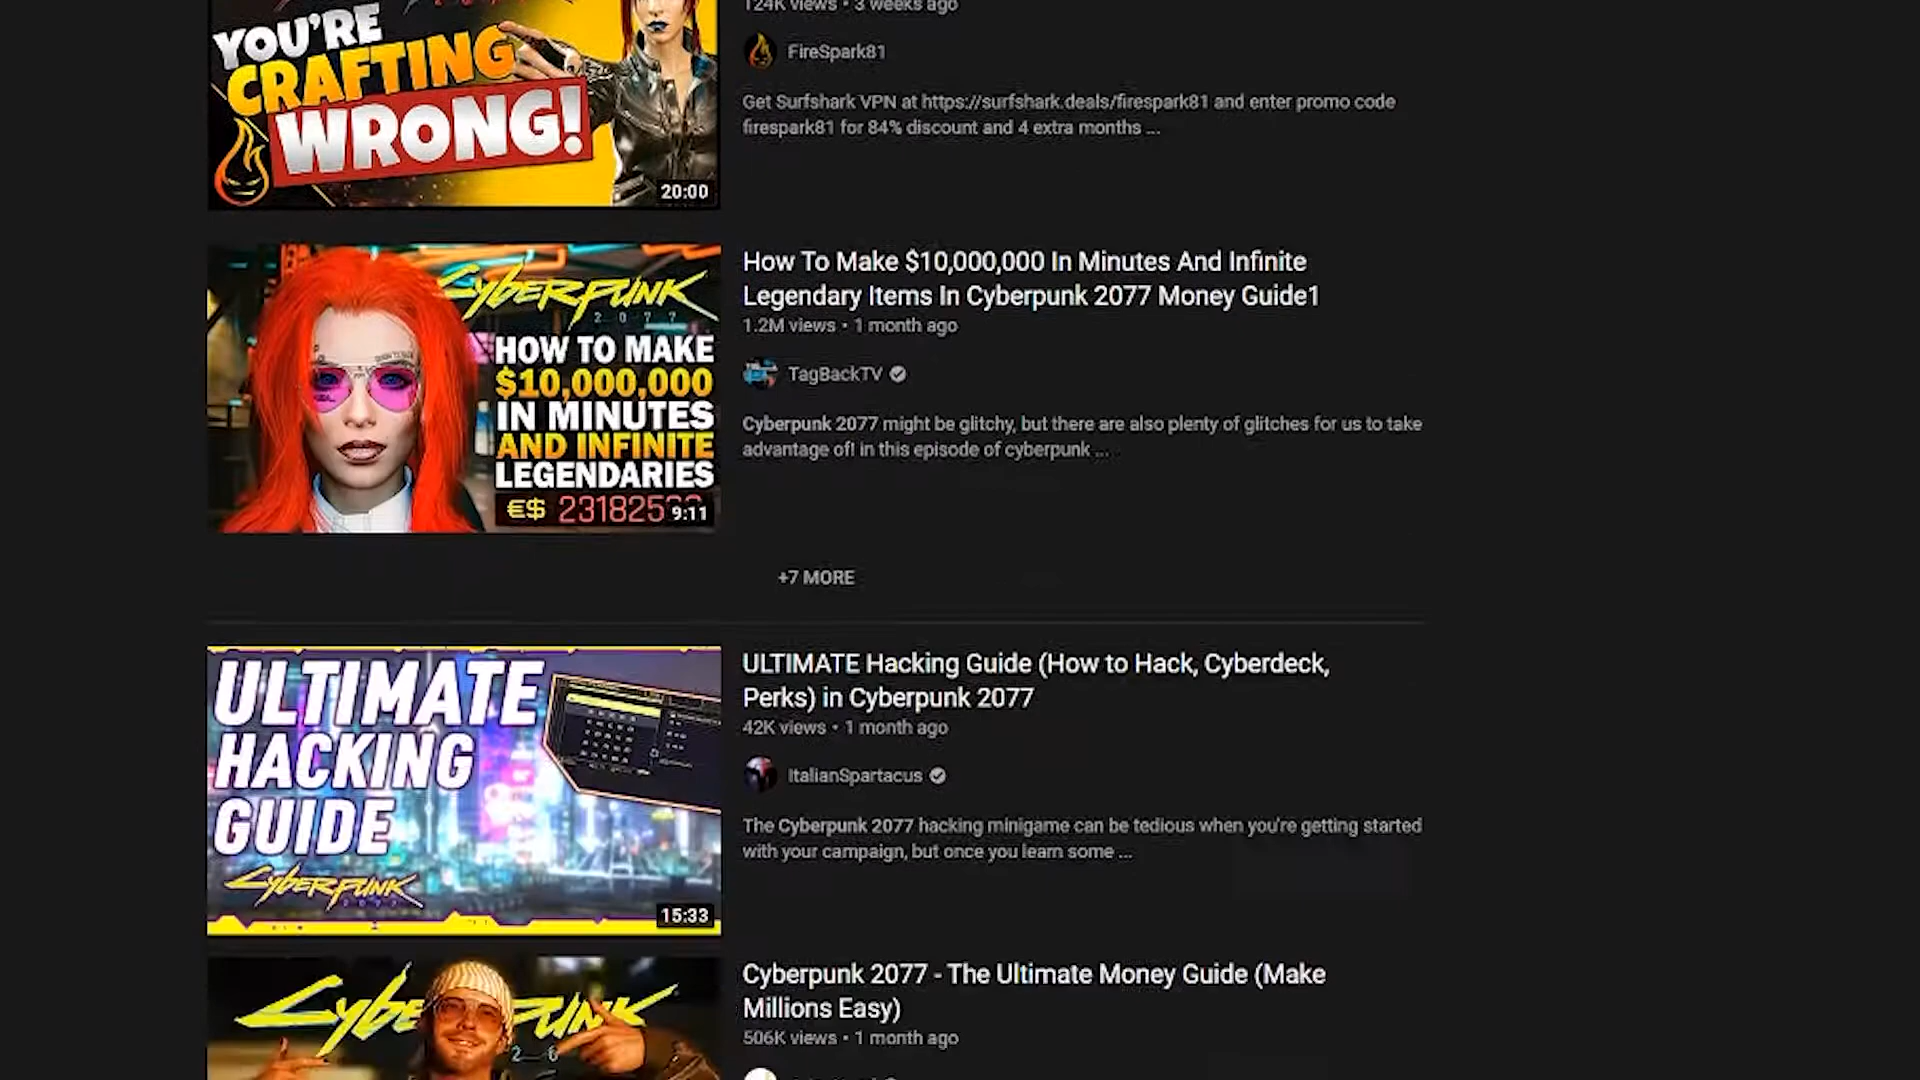 YOU'RE
CRAFTING
WRONG!
20:00
124K views • 3 weeks ago
FireSpark81
Get Surfshark VPN at https://surfshark.deals/firespark81 and enter promo code
firespark81 for 84% discount and 4 extra months ...
Cyberpunk
2077
HOW TO MAKE
$10,000,000
IN MINUTES
AND INFINITE
LEGENDARIES
€$ 231825
9:11
How To Make $10,000,000 In Minutes And Infinite
Legendary Items In Cyberpunk 2077 Money Guide1
1.2M views • 1 month ago
TagBackTV
Cyberpunk 2077 might be glitchy, but there are also plenty of glitches for us to take
advantage of! in this episode of cyberpunk ...
+7 MORE
ULTIMATE
HACKING
GUIDE
Cyberpunk
2077
15:33
ULTIMATE Hacking Guide (How to Hack, Cyberdeck,
Perks) in Cyberpunk 2077
42K views • 1 month ago
ItalianSpartacus
The Cyberpunk 2077 hacking minigame can be tedious when you're getting started
with your campaign, but once you learn some ...
Cyberpunk 2077 - The Ultimate Money Guide (Make
Millions Easy)
506K views • 1 month ago